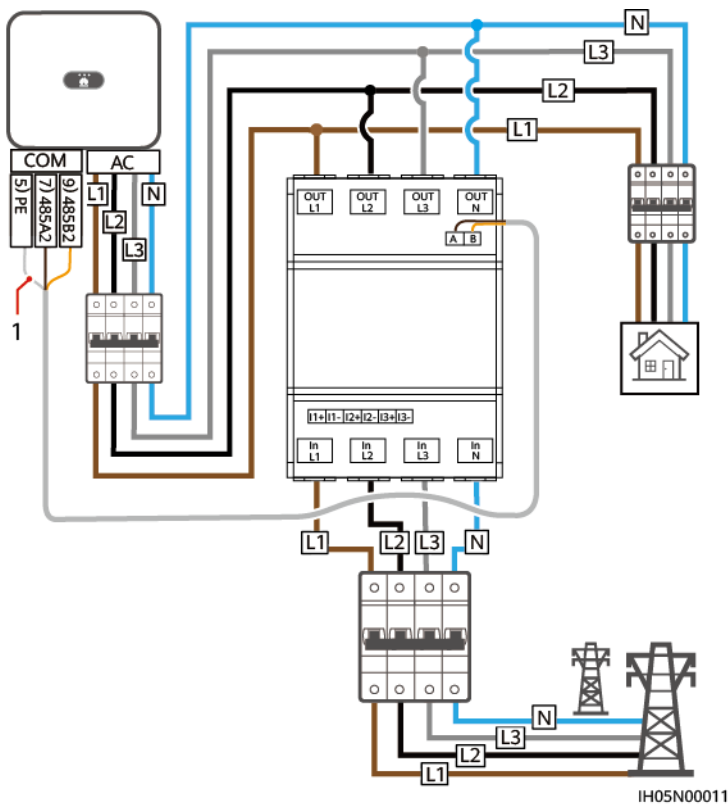 N
L3
L2
L1
COM
AC
5) PE
7) 485A2
9) 485B2
L1
L2
L3
N
1
OUT L1
OUT L2
OUT L3
OUT N
A B
I1+ I1- I2+ I2- I3+ I3-
In L1
In L2
In L3
In N
L1
L2
L3
N
N
L3
L2
L1
IH05N00011